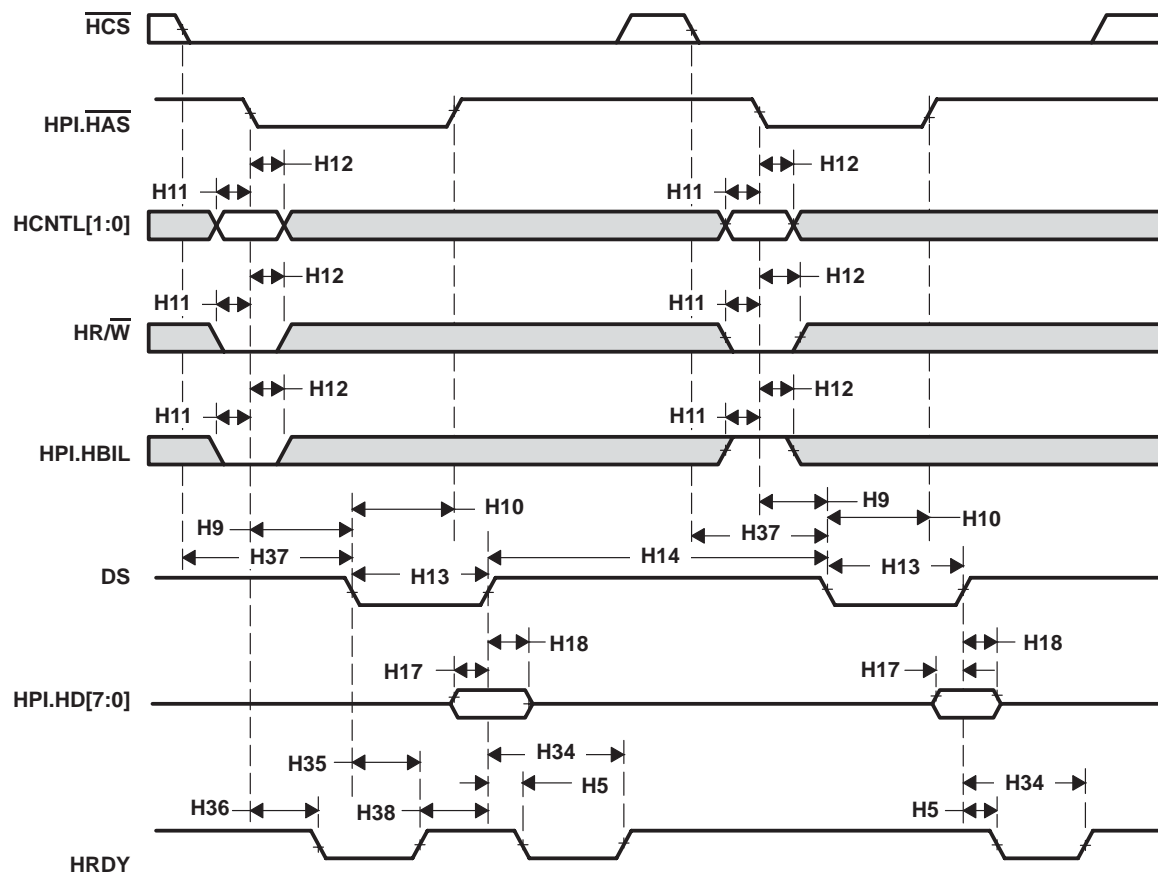 HCS
HPI.HAS
H12 H12
H11 H11
HCNTL[1:0]
H12 H12
H11 H11
HR/W
H12 H12
H11 H11
HPI.HBIL
H9 H10 H9 H10
H37 H14 H37
DS
H13 H13
H18 H18
H17 H17
HPI.HD[7:0]
H35 H34 H34
H36 H38 H5 H5
HRDY